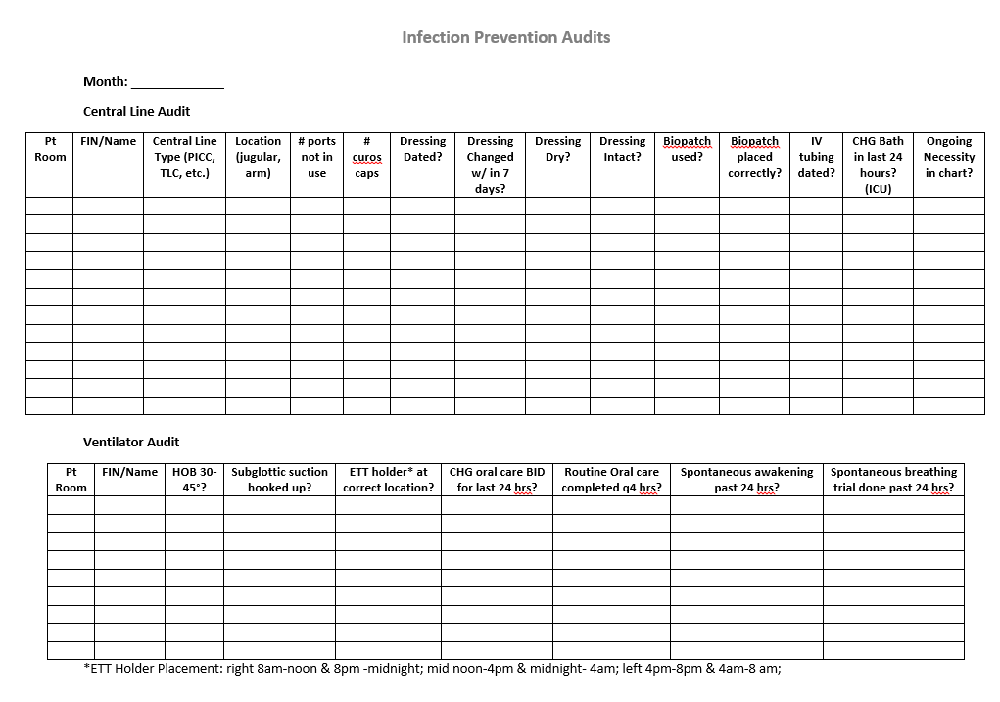 Infection Prevention Audits
Month: _____________
Central Line Audit
Pt Room FIN/Name Central Line Type (PICC, TLC, etc.) Location (jugular, arm) # ports not in use # curos caps Dressing Dated? Dressing Changed w/ in 7 days? Dressing Dry? Dressing Intact? Biopatch used? Biopatch placed correctly? IV tubing dated? CHG Bath in last 24 hours? (ICU) Ongoing Necessity in chart?
Ventilator Audit
Pt Room FIN/Name HOB 30-45°? Subglottic suction hooked up? ETT holder* at correct location? CHG oral care BID for last 24 hrs? Routine Oral care completed q4 hrs? Spontaneous awakening past 24 hrs? Spontaneous breathing trial done past 24 hrs?
*ETT Holder Placement: right 8am-noon & 8pm -midnight; mid noon-4pm & midnight- 4am; left 4pm-8pm & 4am-8 am;